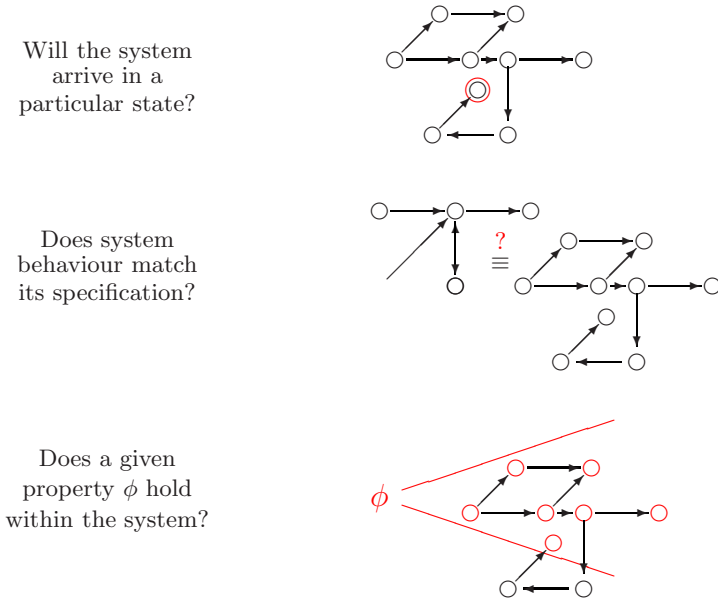 Will the system
arrive in a
particular state?
Does system
behaviour match
its specification?
?
≡
Does a given
property ϕ hold
within the system?
ϕ